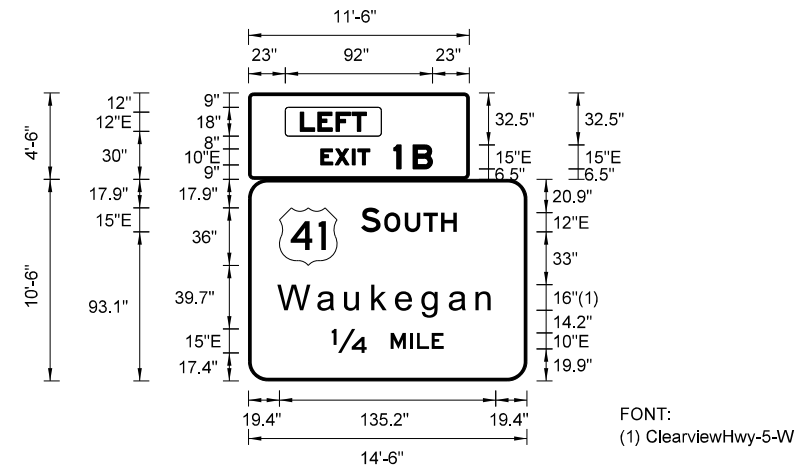 11'-6"
23" 92" 23"
12" 9" 32.5" 32.5"
12"E 18" LEFT
4'-6" 30" 8" 15"E 15"E
10"E EXIT 1B
9" 6.5" 6.5"
17.9" 17.9" 20.9"
15"E SOUTH 12"E
36" 41
33"
10'-6" 93.1" 39.7" Waukegan 16"(1)
14.2"
15"E 1/4 MILE 10"E
17.4" 19.9"
19.4" 135.2" 19.4"
14'-6"
FONT:
(1) ClearviewHwy-5-W